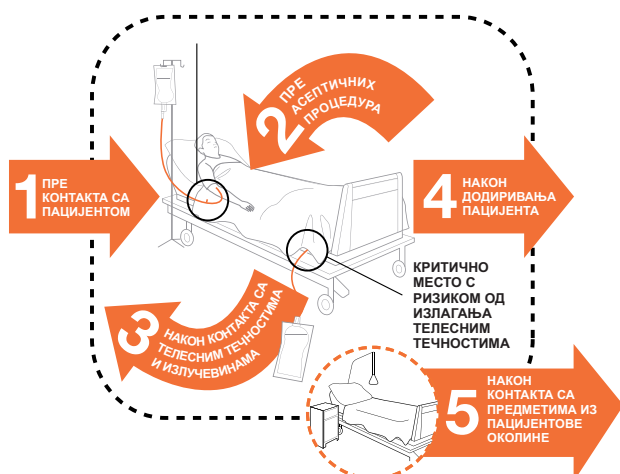 1
ПРЕ
КОНТАКТА СА
ПАЦИЈЕНТОМ
2
ПРЕ
АСЕПТИЧНИХ
ПРОЦЕДУРА
3
НАКОН КОНТАКТА СА
ТЕЛЕСНИМ ТЕЧНОСТИМА
И ИЗЛУЧЕВИНАМА
4
НАКОН
ДОДИРИВАЊА
ПАЦИЈЕНТА
КРИТИЧНО
МЕСТО С
РИЗИКОМ ОД
ИЗЛАГАЊА
ТЕЛЕСНИМ
ТЕЧНОСТИМА
5
НАКОН
КОНТАКТА СА
ПРЕДМЕТИМА ИЗ
ПАЦИЈЕНТОВЕ
ОКОЛИНЕ